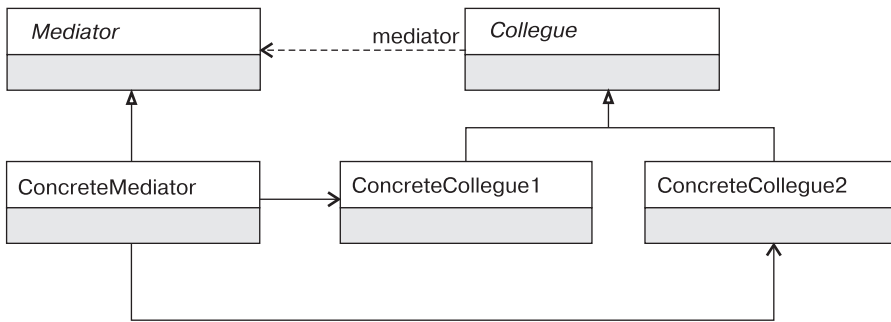 Mediator
mediator
Collegue
ConcreteMediator
ConcreteCollegue1
ConcreteCollegue2